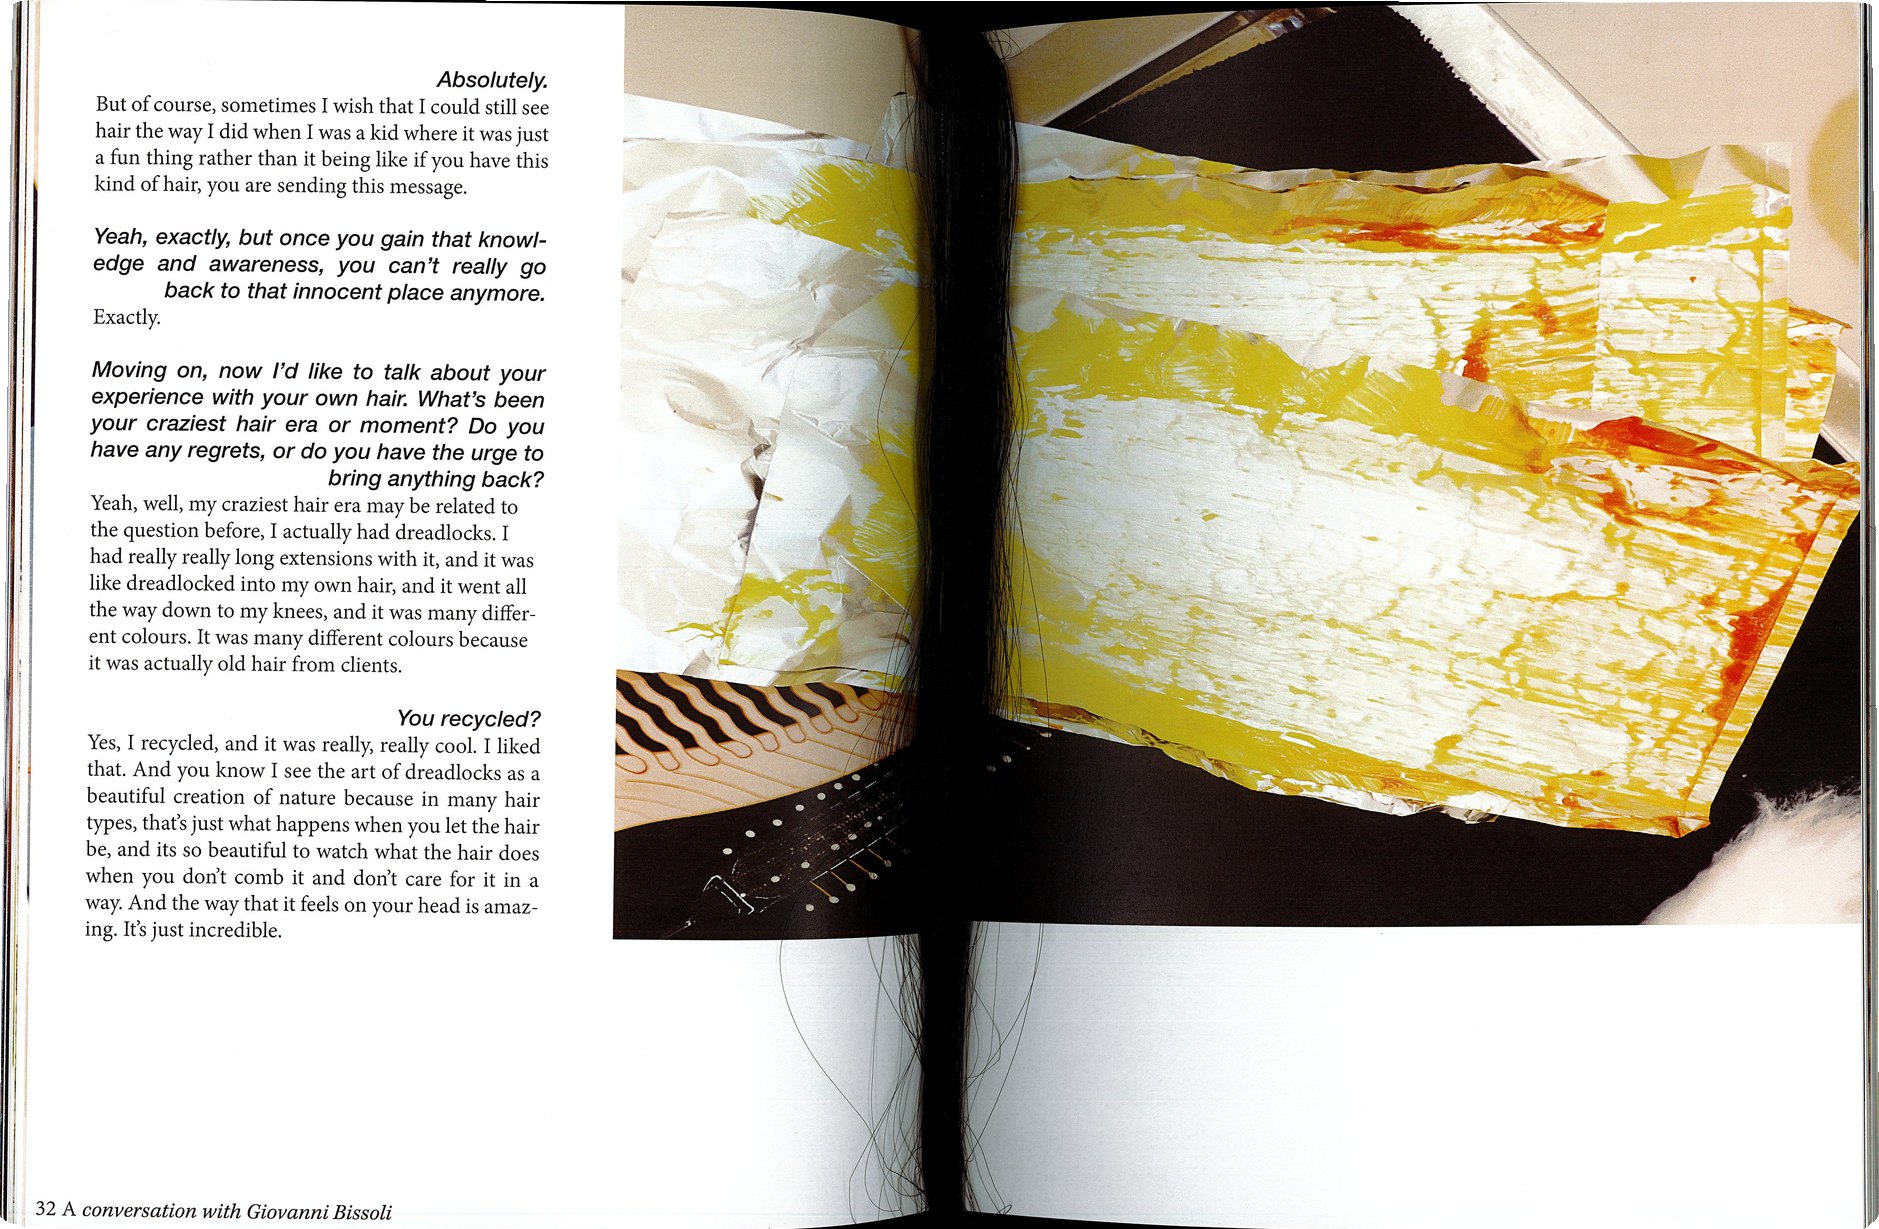 Absolutely.
But of course, sometimes I wish that I could still see
hair the way I did when I was a kid where it was just
a fun thing rather than it being like if you have this
kind of hair, you are sending this message.
Yeah, exactly, but once you gain that knowl-
edge and awareness, you can't really go
back to that innocent place anymore.
Exactly.
Moving on, now I'd like to talk about your
experience with your own hair. What's been
your craziest hair era or moment? Do you
have any regrets, or do you have the urge to
bring anything back?
Yeah, well, my craziest hair era may be related to
the question before, I actually had dreadlocks. I
had really really long extensions with it, and it was
like dreadlocked into my own hair, and it went all
the way down to my knees, and it was many differ-
ent colours. It was many different colours because
it was actually old hair from clients.
You recycled?
Yes, I recycled, and it was really, really cool. I liked
that. And you know I see the art of dreadlocks as a
beautiful creation of nature because in many hair
types, that's just what happens when you let the hair
be, and its so beautiful to watch what the hair does
when you don't comb it and don't care for it in a
way. And the way that it feels on your head is amaz-
ing. It's just incredible.
32 A conversation with Giovanni Bissoli